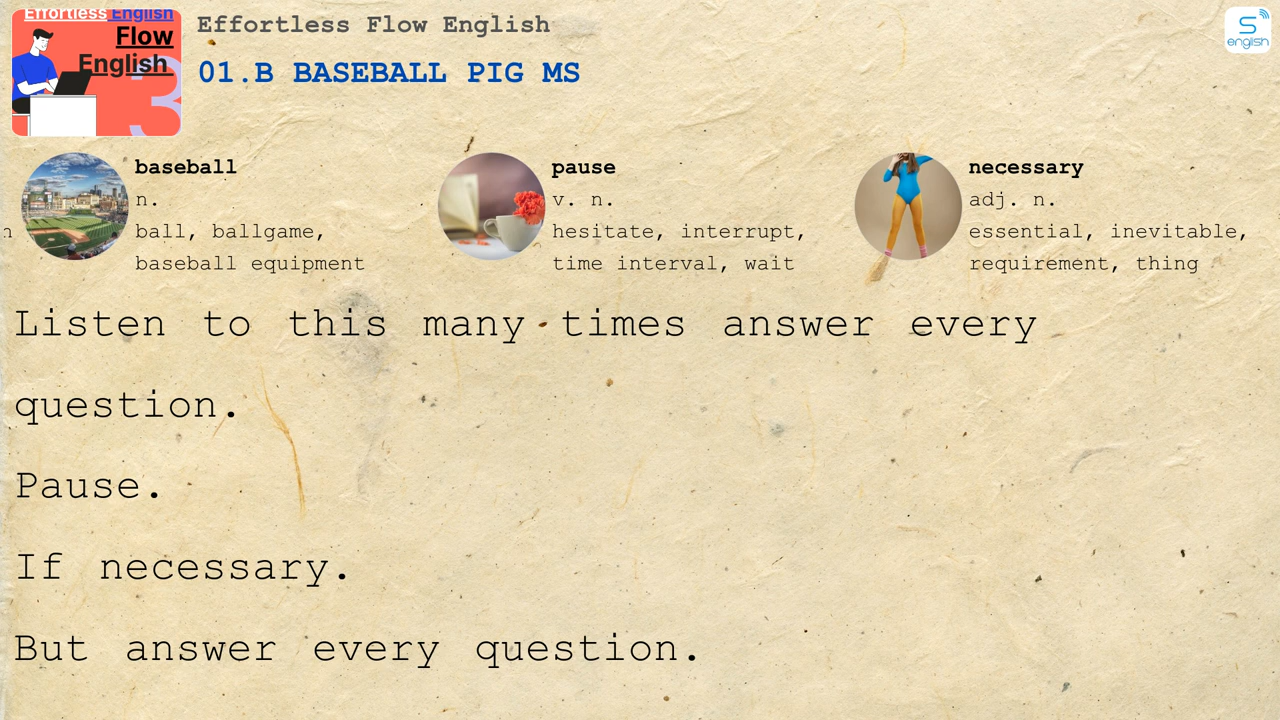 Effortless English
Flow
English
3
Effortless Flow English
01.B BASEBALL PIG MS
S
english
baseball
n.
ball, ballgame,
baseball equipment
pause
v. n.
hesitate, interrupt,
time interval, wait
necessary
adj. n.
essential, inevitable,
requirement, thing
n
Listen to this many times answer every
question.
Pause.
If necessary.
But answer every question.